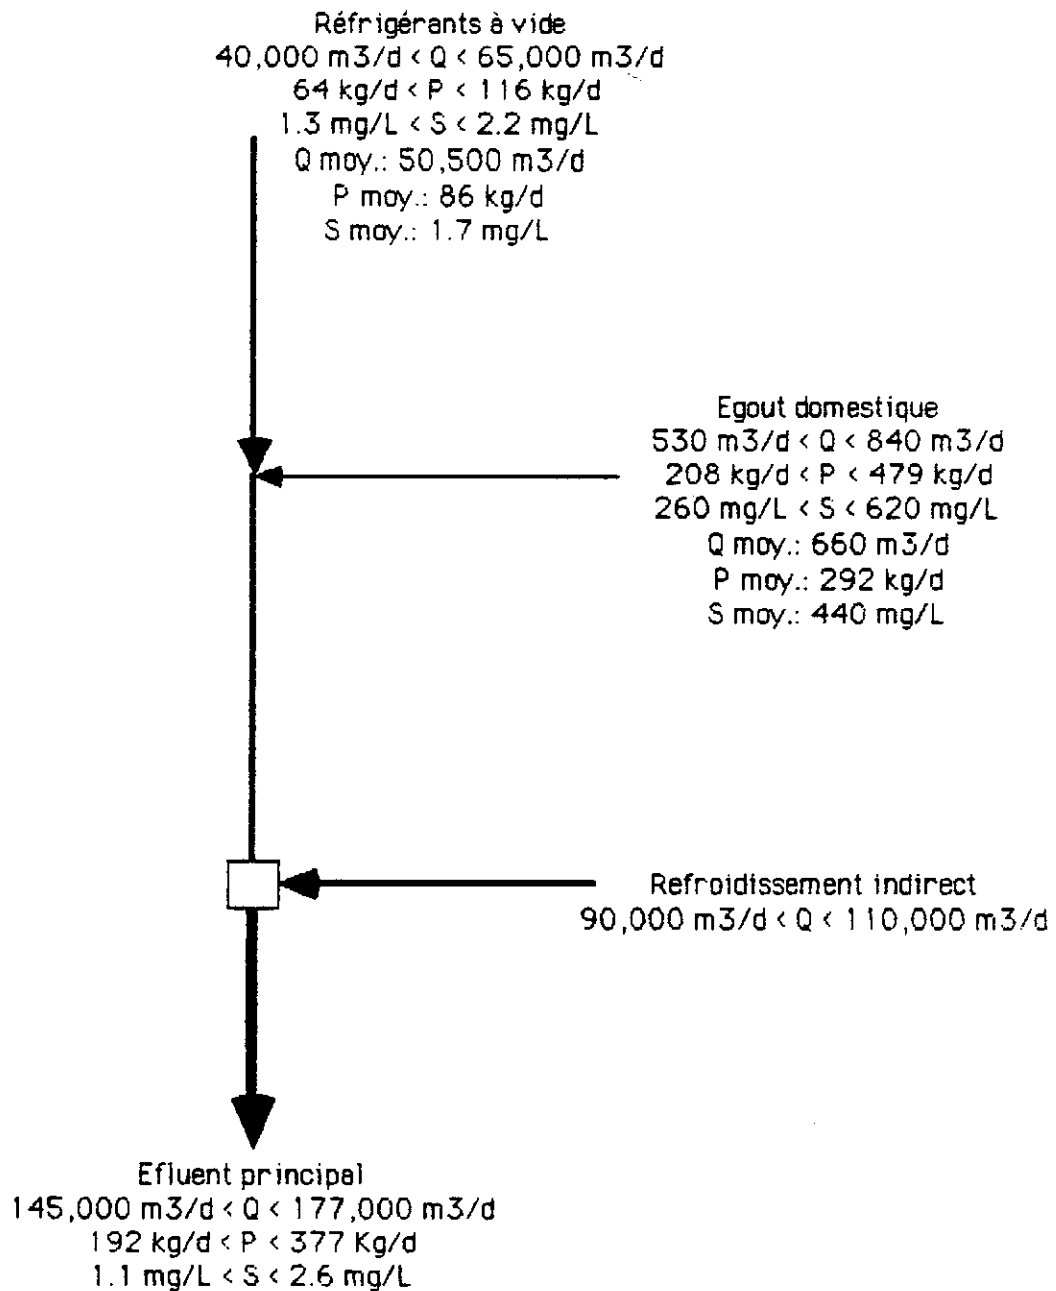 Réfrigérants à vide
40,000 m3/d < Q < 65,000 m3/d
64 kg/d < P < 116 kg/d
1.3 mg/L < S < 2.2 mg/L
Q moy.: 50,500 m3/d
P moy.: 86 kg/d
S moy.: 1.7 mg/L
Egout domestique
530 m3/d < Q < 840 m3/d
208 kg/d < P < 479 kg/d
260 mg/L < S < 620 mg/L
Q moy.: 660 m3/d
P moy.: 292 kg/d
S moy.: 440 mg/L
Refroidissement indirect
90,000 m3/d < Q < 110,000 m3/d
Efluent principal
145,000 m3/d < Q < 177,000 m3/d
192 kg/d < P < 377 Kg/d
1.1 mg/L < S < 2.6 mg/L